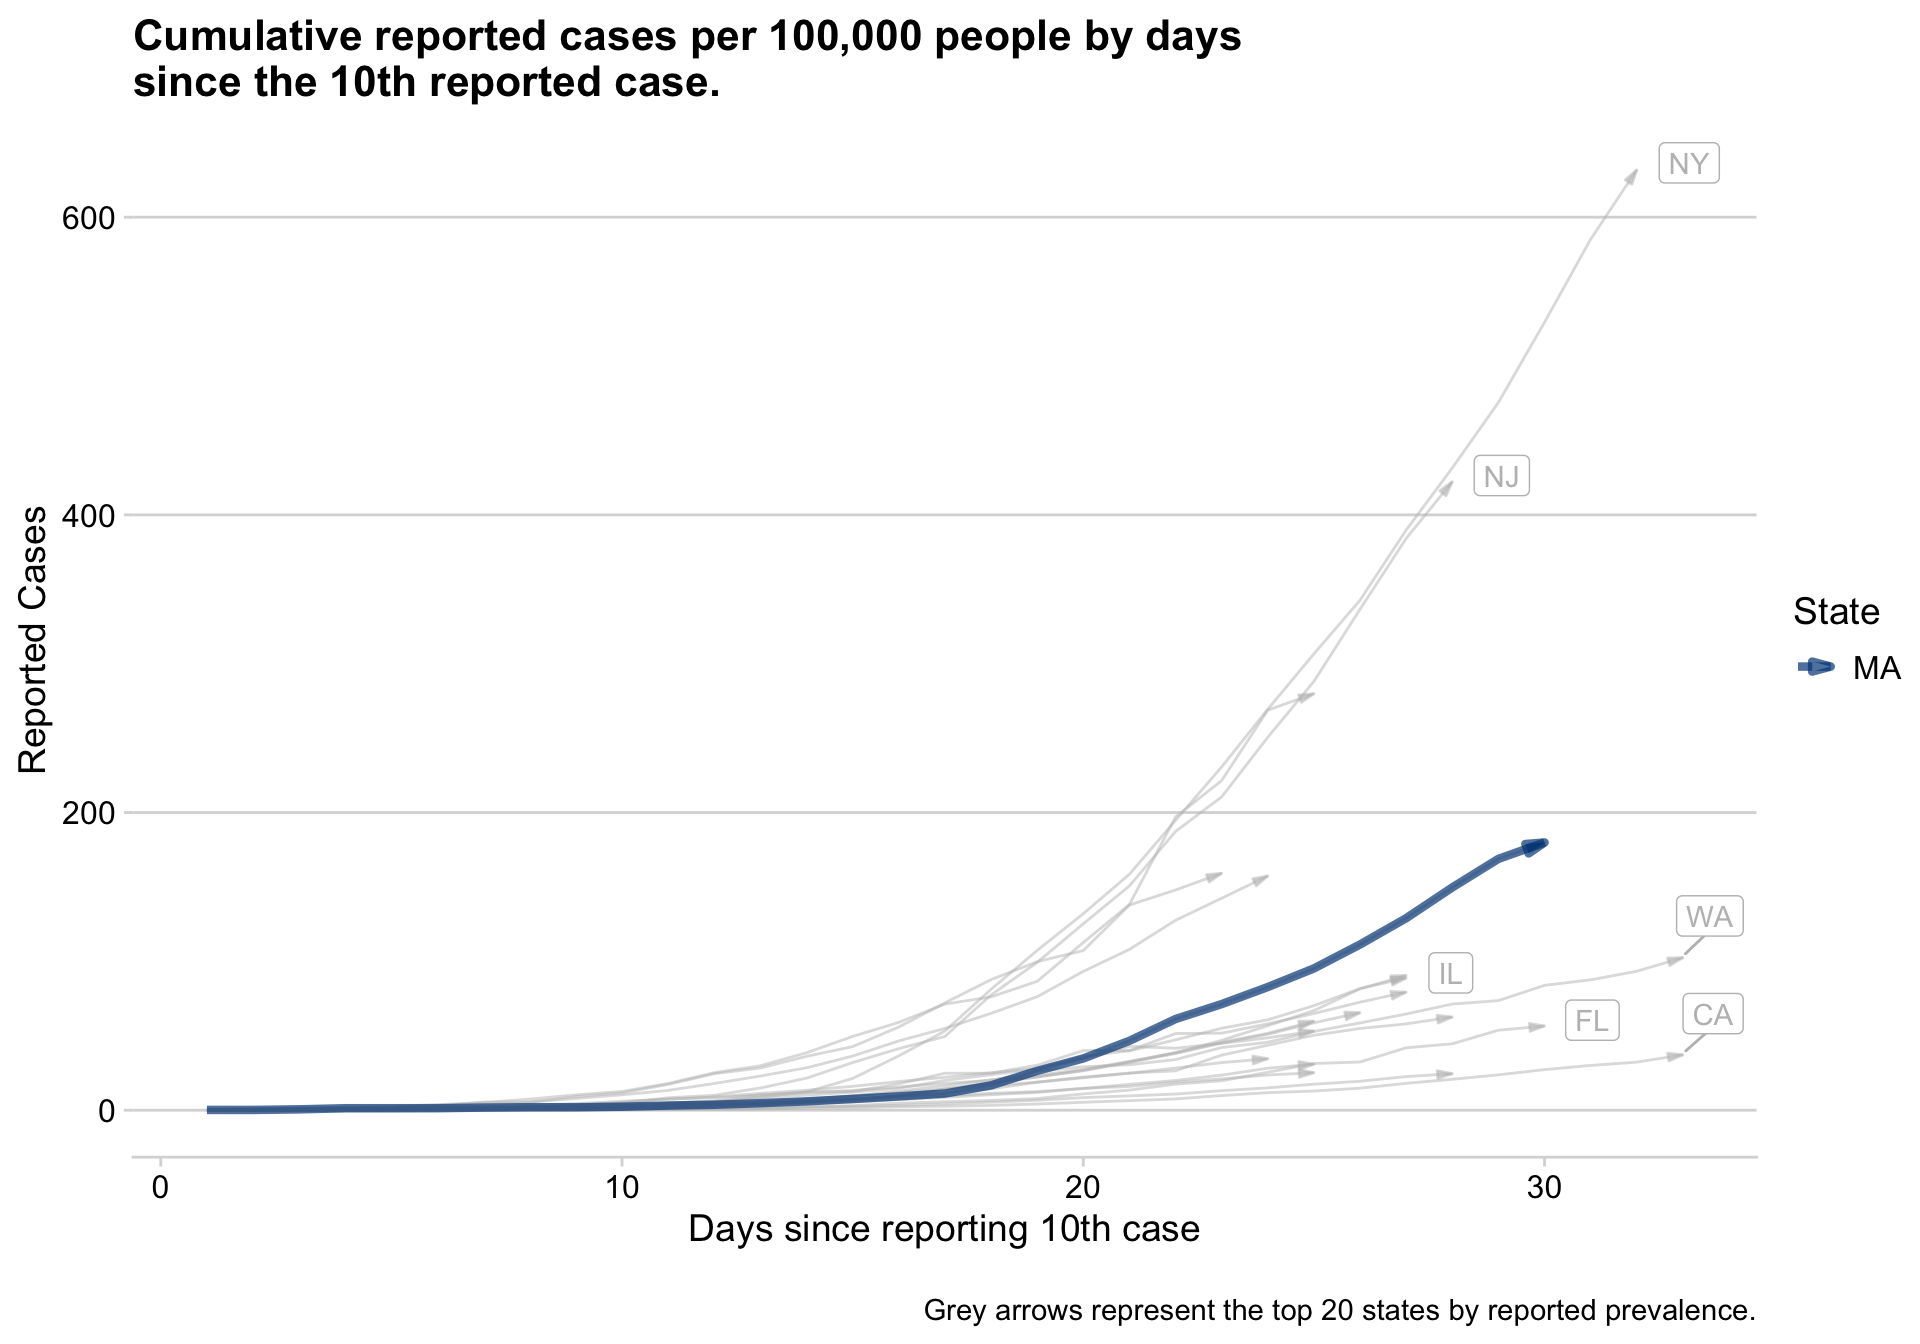 Cumulative reported cases per 100,000 people by days
since the 10th reported case.
NY
600
NJ
400
Reported Cases
State
MA
200
WA
IL
CA
FL
0
0 10 20 30
Days since reporting 10th case
Grey arrows represent the top 20 states by reported prevalence.